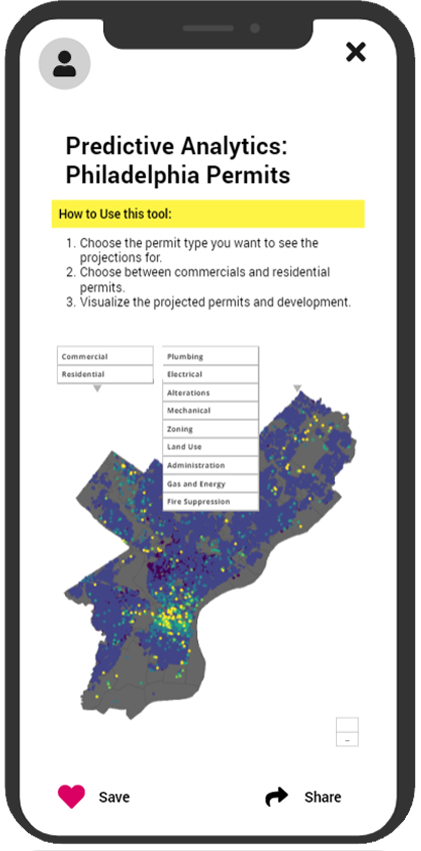 Predictive Analytics:
Philadelphia Permits
How to Use this tool:
1. Choose the permit type you want to see the
projections for.
2. Choose between commercials and residential
permits.
3. Visualize the projected permits and development.
Commercial
Residential
Plumbing
Electrical
Alterations
Mechanical
Zoning
Land Use
Administration
Gas and Energy
Fire Suppression
Save
Share